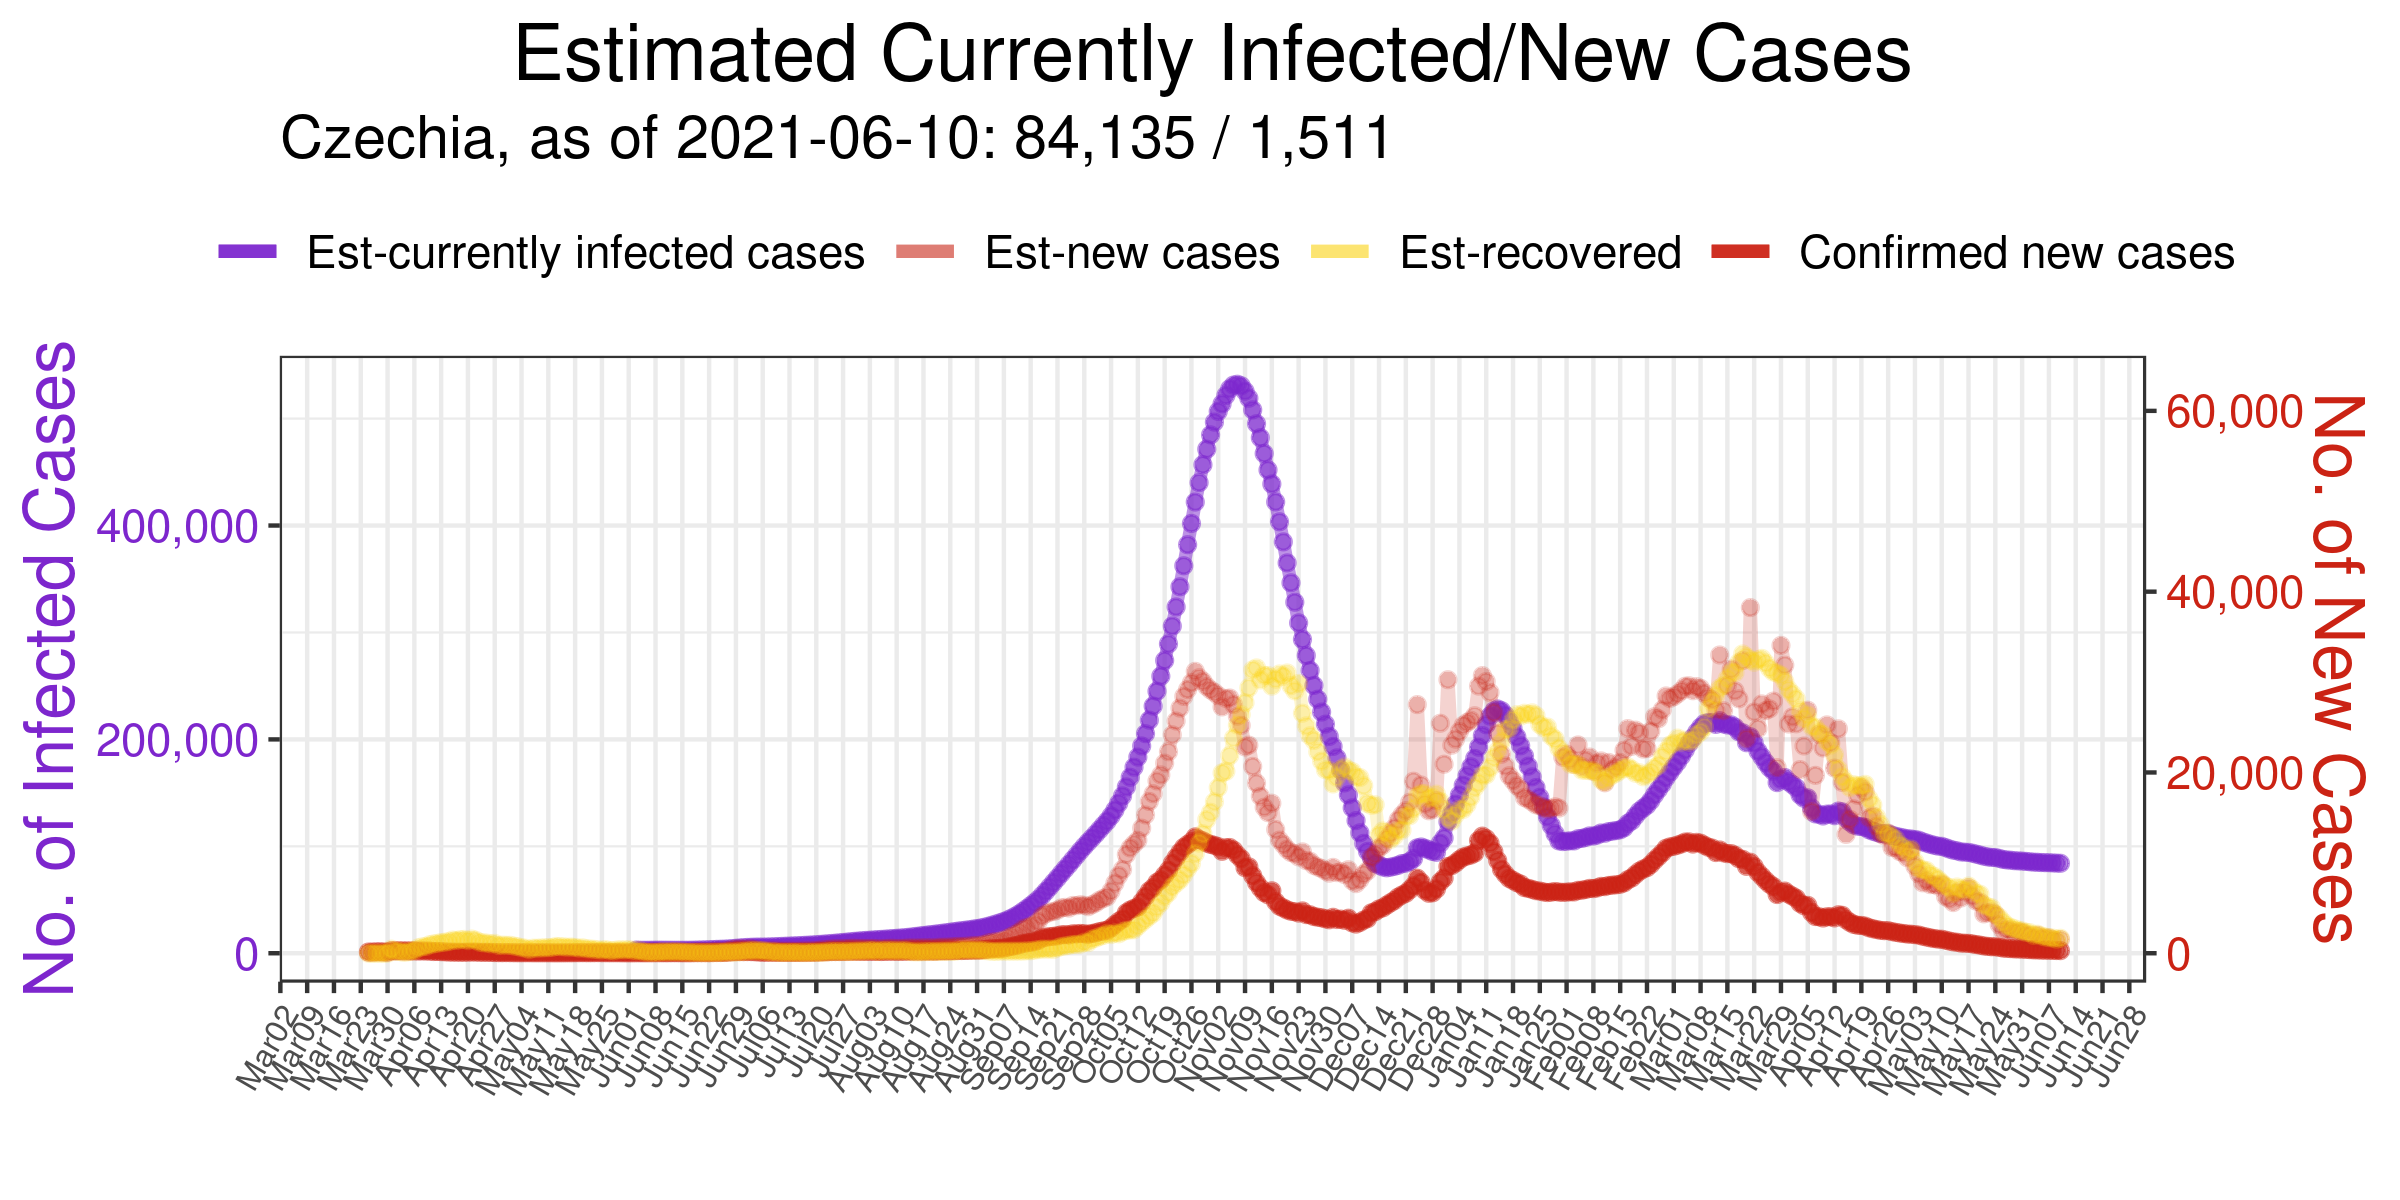 Estimated Currently Infected/New Cases
Czechia, as of 2021-06-10: 84,135 / 1,511
Est-currently infected cases Est-new cases Est-recovered Confirmed new cases
No. of Infected Cases
400,000
200,000
0
60,000
40,000
20,000
0
No. of New Cases
Mar02 Mar09 Mar16 Mar23 Mar30 Apr06 Apr13 Apr20 Apr27 May04 May11 May18 May25 Jun01 Jun08 Jun15 Jun22 Jun29 Jul06 Jul13 Jul20 Jul27 Aug03 Aug10 Aug17 Aug24 Aug31 Sep07 Sep14 Sep21 Sep28 Oct05 Oct12 Oct19 Oct26 Nov02 Nov09 Nov16 Nov23 Nov30 Dec07 Dec14 Dec21 Dec28 Jan04 Jan11 Jan18 Jan25 Feb01 Feb08 Feb15 Feb22 Mar01 Mar08 Mar15 Mar22 Mar29 Apr05 Apr12 Apr19 Apr26 May03 May10 May17 May24 May31 Jun07 Jun14 Jun21 Jun28